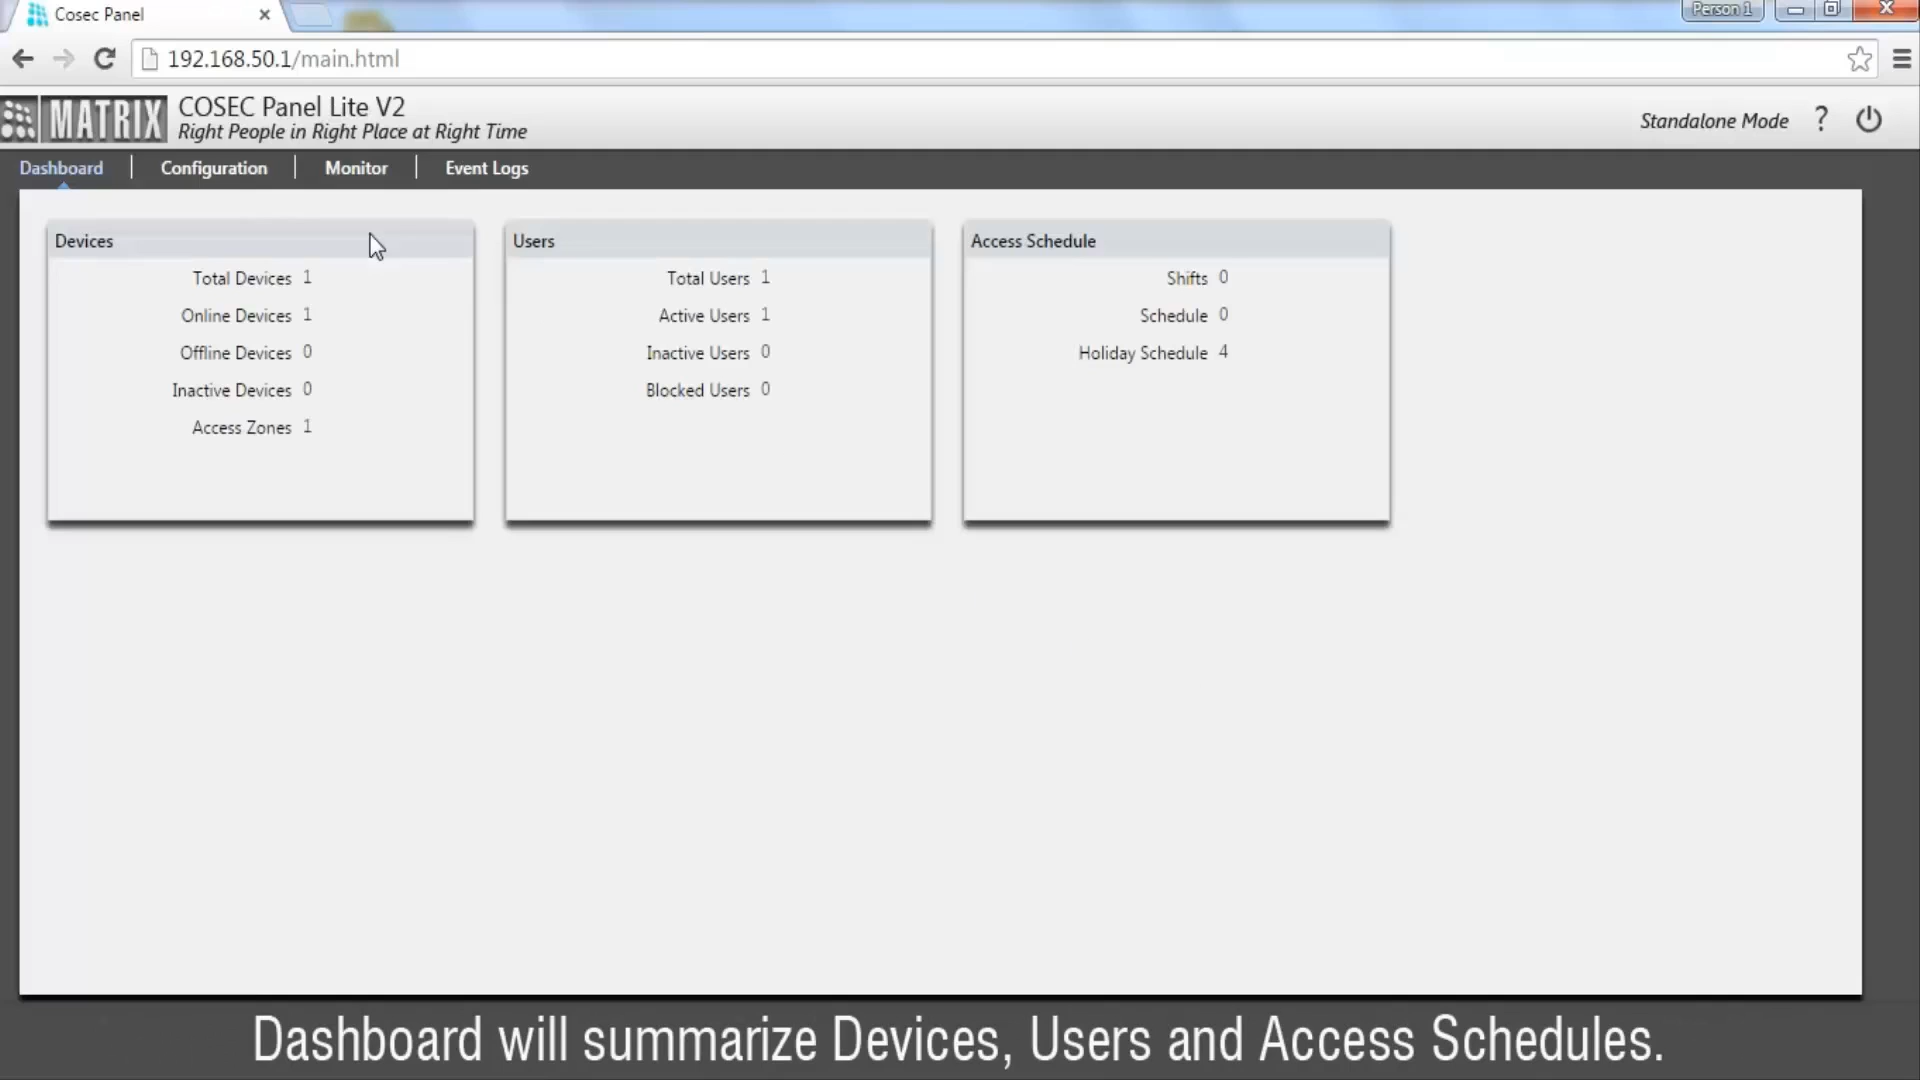 Cosec Panel
Person 1
192.168.50.1/main.html
MATRIX
COSEC Panel Lite V2
Right People in Right Place at Right Time
Standalone Mode ?
Dashboard
Configuration
Monitor
Event Logs
Devices
Total Devices 1
Online Devices 1
Offline Devices 0
Inactive Devices 0
Access Zones 1
Users
Total Users 1
Active Users 1
Inactive Users 0
Blocked Users 0
Access Schedule
Shifts 0
Schedule 0
Holiday Schedule 4
Dashboard will summarize Devices, Users and Access Schedules.